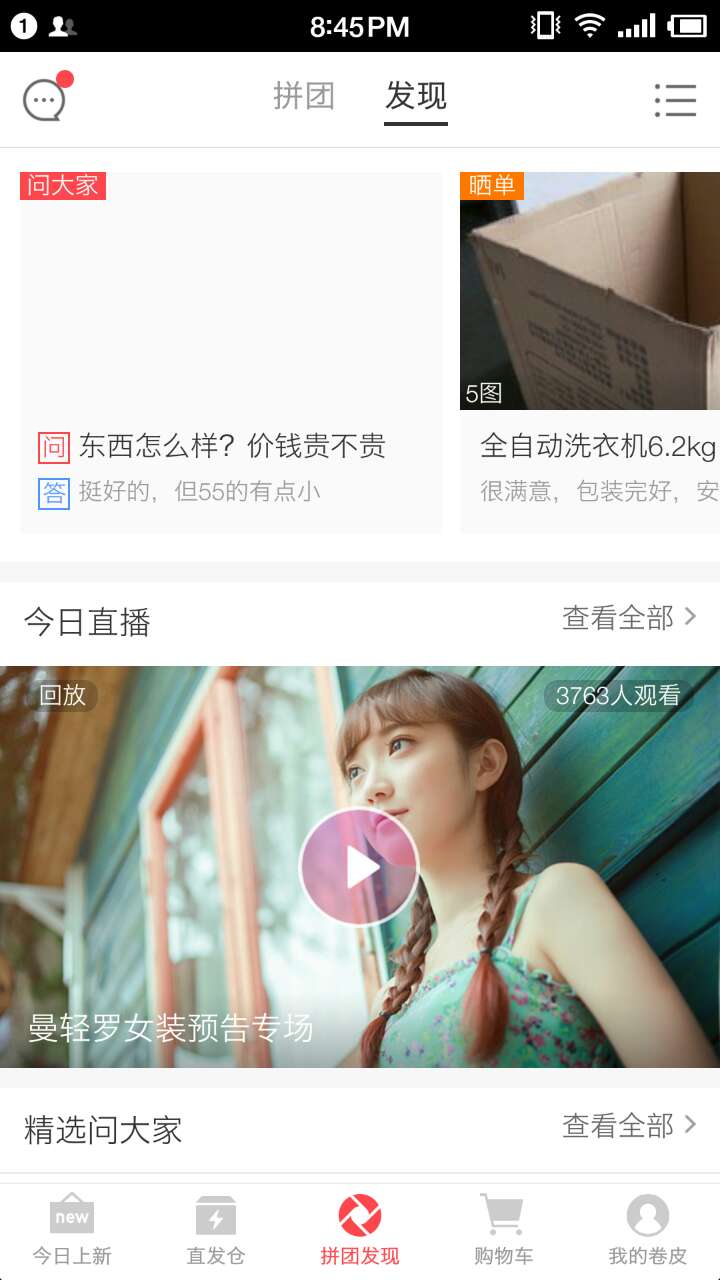 1
8:45PM
拼团
发现
问大家
晒单
5图
问 东西怎么样？价钱贵不贵
答 挺好的，但55的有点小
全自动洗衣机6.2kg
很满意，包装完好，安
今日直播
查看全部
回放
3763人观看
曼轻罗女装预告专场
精选问大家
查看全部
new
今日上新
直发仓
拼团发现
购物车
我的卷皮